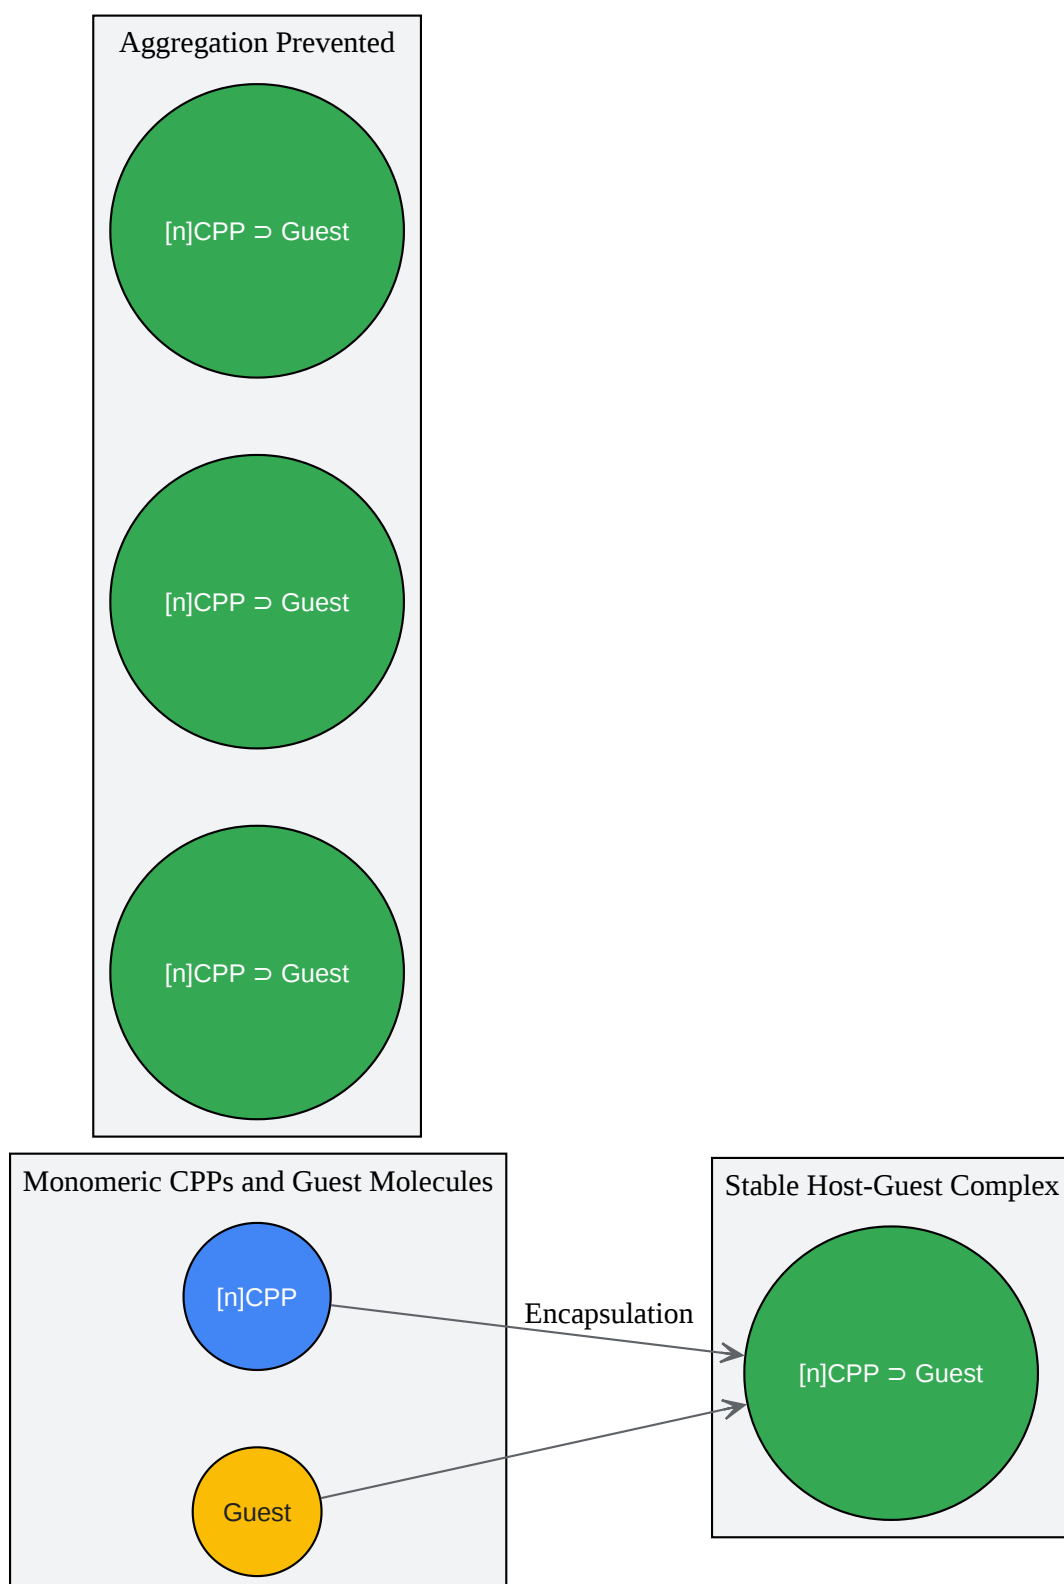 Aggregation Prevented
[n]CPP ⊃ Guest
[n]CPP ⊃ Guest
[n]CPP ⊃ Guest
Monomeric CPPs and Guest Molecules
[n]CPP
Guest
Encapsulation
Stable Host-Guest Complex
[n]CPP ⊃ Guest